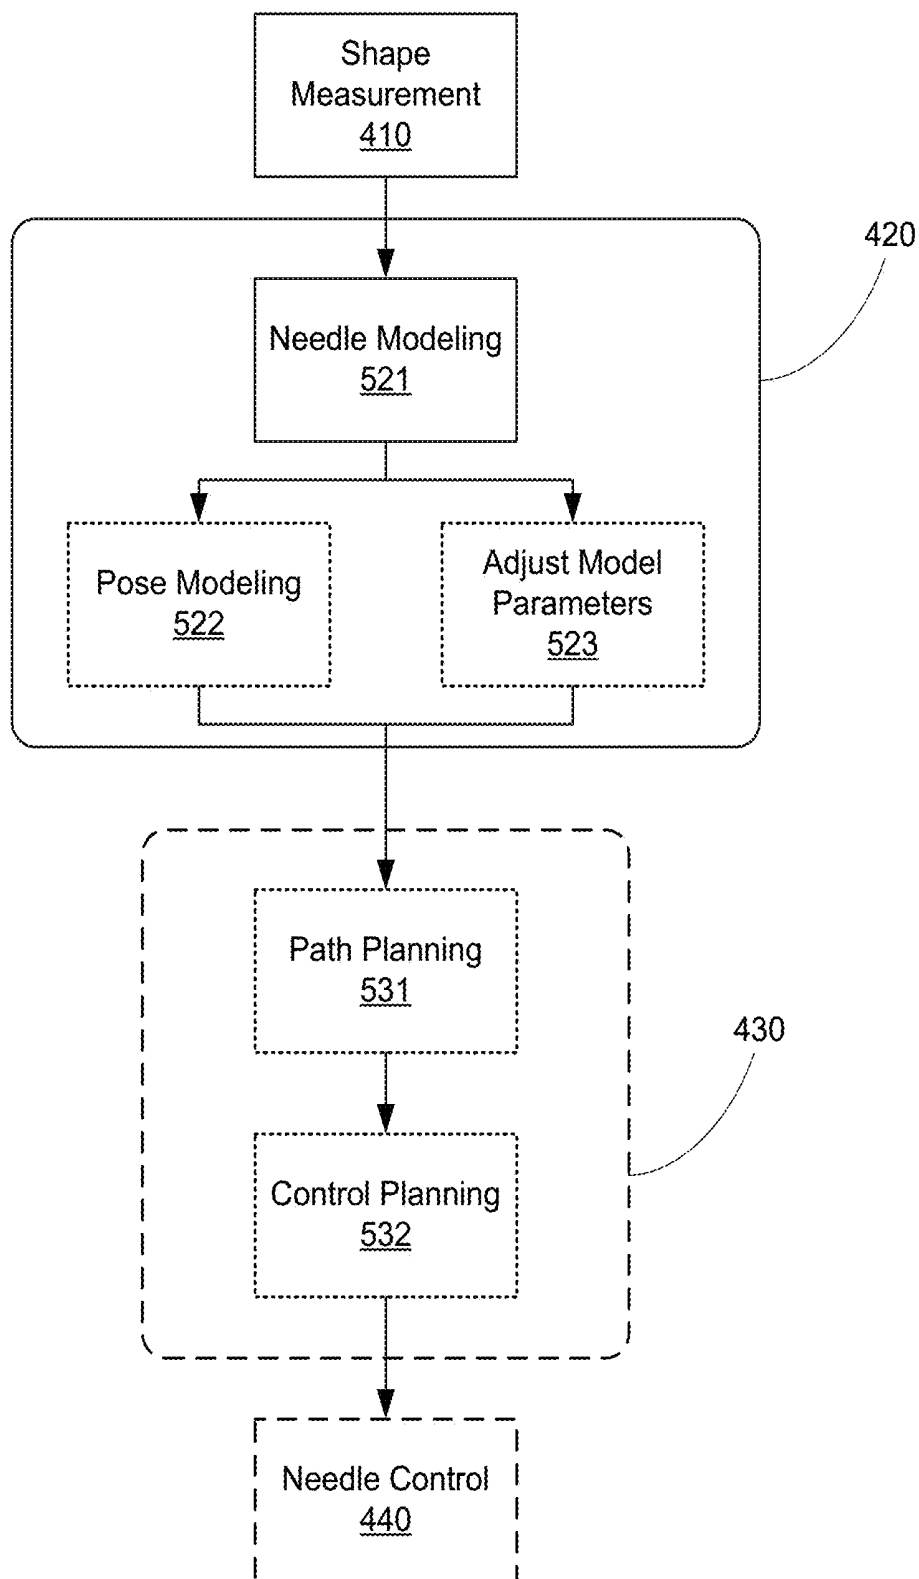 Shape
Measurement
410
420
Needle Modeling
521
Pose Modeling
522
Adjust Model
Parameters
523
Path Planning
531
430
Control Planning
532
Needle Control
440